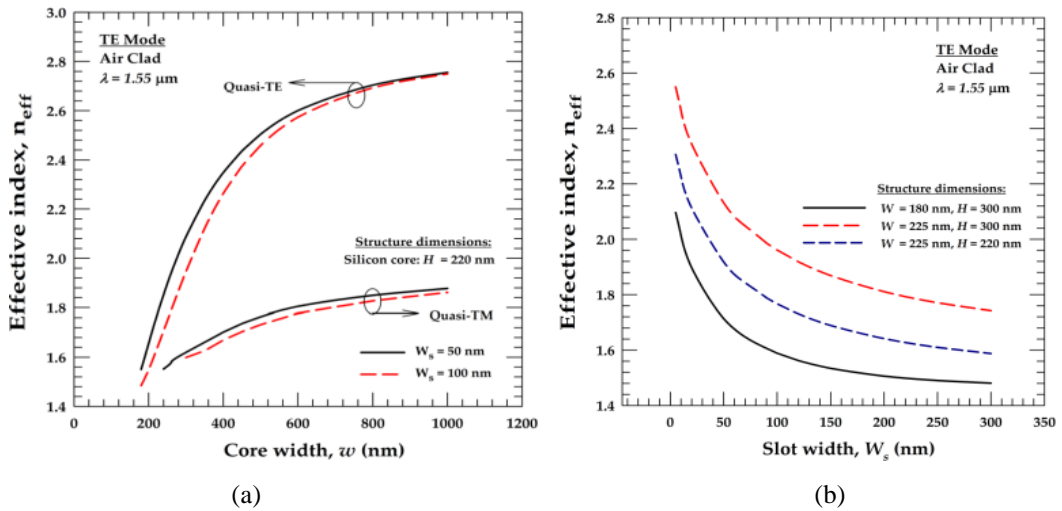 TE Mode
Air Clad
λ = 1.55 μm
Quasi-TE
Structure dimensions:
Silicon core: H = 220 nm
Quasi-TM
Ws = 50 nm
Ws = 100 nm
Effective index, neff
3.0
2.8
2.6
2.4
2.2
2.0
1.8
1.6
1.4
0 200 400 600 800 1000 1200
Core width, w (nm)
(a)
TE Mode
Air Clad
λ = 1.55 μm
Structure dimensions:
W = 180 nm, H = 300 nm
W = 225 nm, H = 300 nm
W = 225 nm, H = 220 nm
Effective index, neff
2.8
2.6
2.4
2.2
2.0
1.8
1.6
1.4
0 50 100 150 200 250 300 350
Slot width, Ws (nm)
(b)